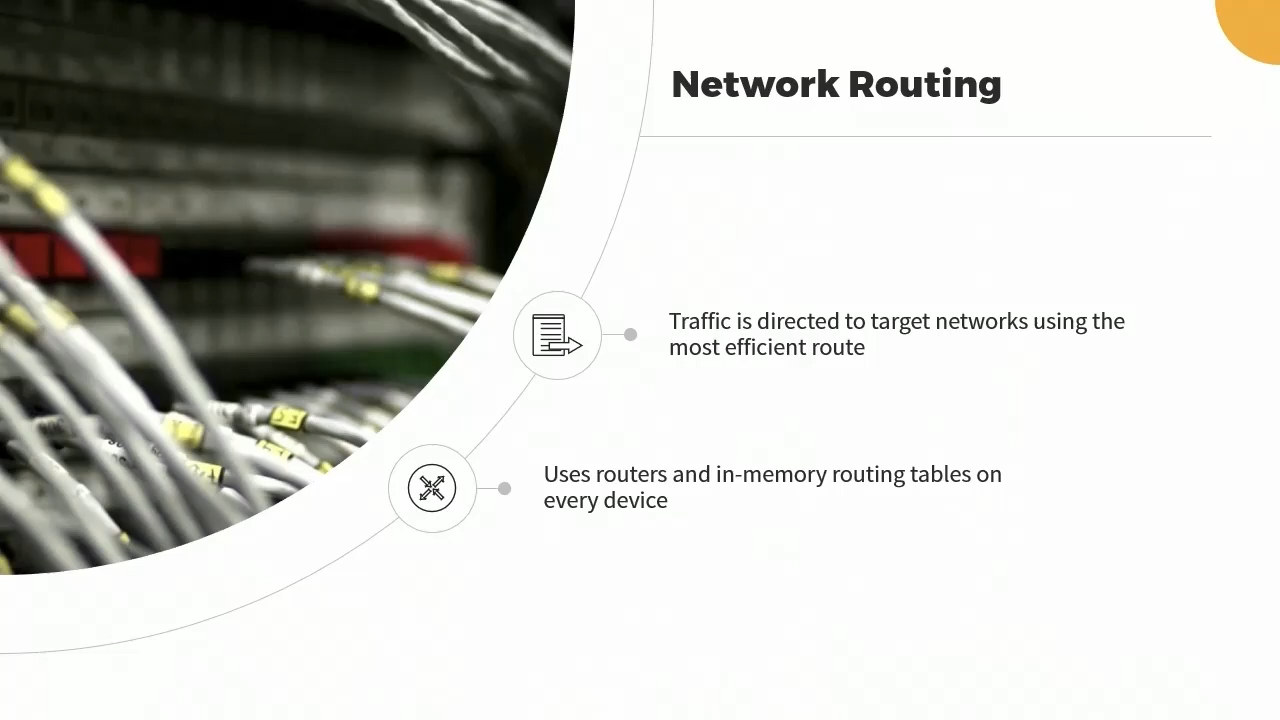 Network Routing
Traffic is directed to target networks using the
most efficient route
Uses routers and in-memory routing tables on
every device